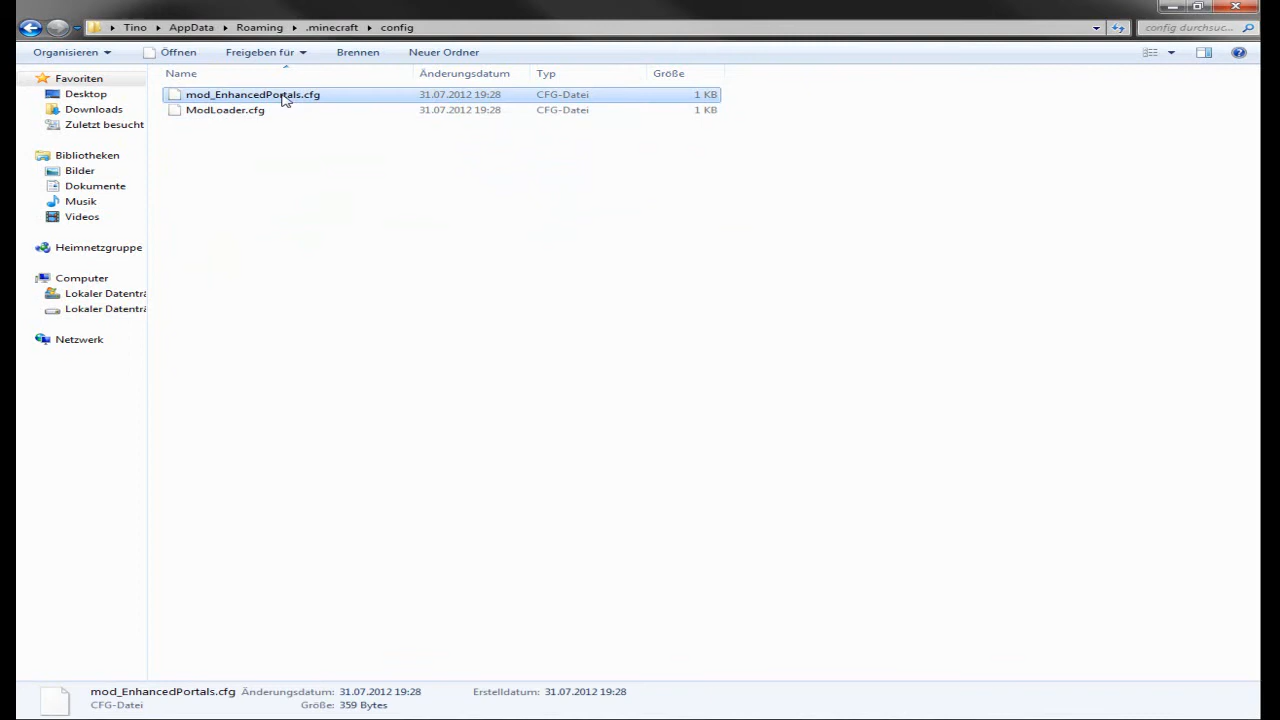 Tino AppData Roaming .minecraft config
config durchsuc...
Organisieren Öffnen Freigeben für Brennen Neuer Ordner
Name Änderungsdatum Typ Größe
Favoriten
Desktop
Downloads
Zuletzt besucht
Bibliotheken
Bilder
Dokumente
Musik
Videos
Heimnetzgruppe
Computer
Lokaler Datenträ
Lokaler Datenträ
Netzwerk
mod_EnhancedPortals.cfg 31.07.2012 19:28 CFG-Datei 1 KB
ModLoader.cfg 31.07.2012 19:28 CFG-Datei 1 KB
mod_EnhancedPortals.cfg Änderungsdatum: 31.07.2012 19:28 Erstelldatum: 31.07.2012 19:28
CFG-Datei Größe: 359 Bytes